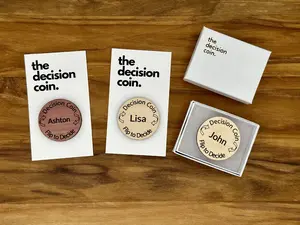 the
decision
coin.
Decision Coin
Ashton
Flip to Decide
the
decision
coin.
Decision Coin
Lisa
Flip to Decide
the
decision
coin.
Decision Coin
John
Flip to Decide